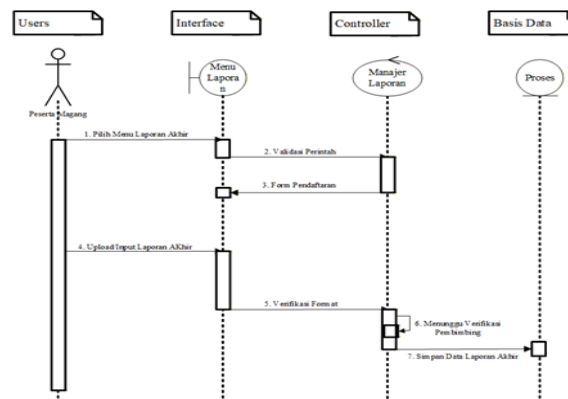 Users
Interface
Controller
Basis Data
Menu
Lapora
n
Manajer
Laporan
Proses
Peserta Magang
1. Pilih Menu Laporan Akhir
2. Validasi Perintah
3. Form Pendaftaran
4. Upload/Input Laporan AKhir
5. Verifikasi Format
6. Menunggu Verifikasi
Pembimbing
7. Simpan Data Laporan Akhir